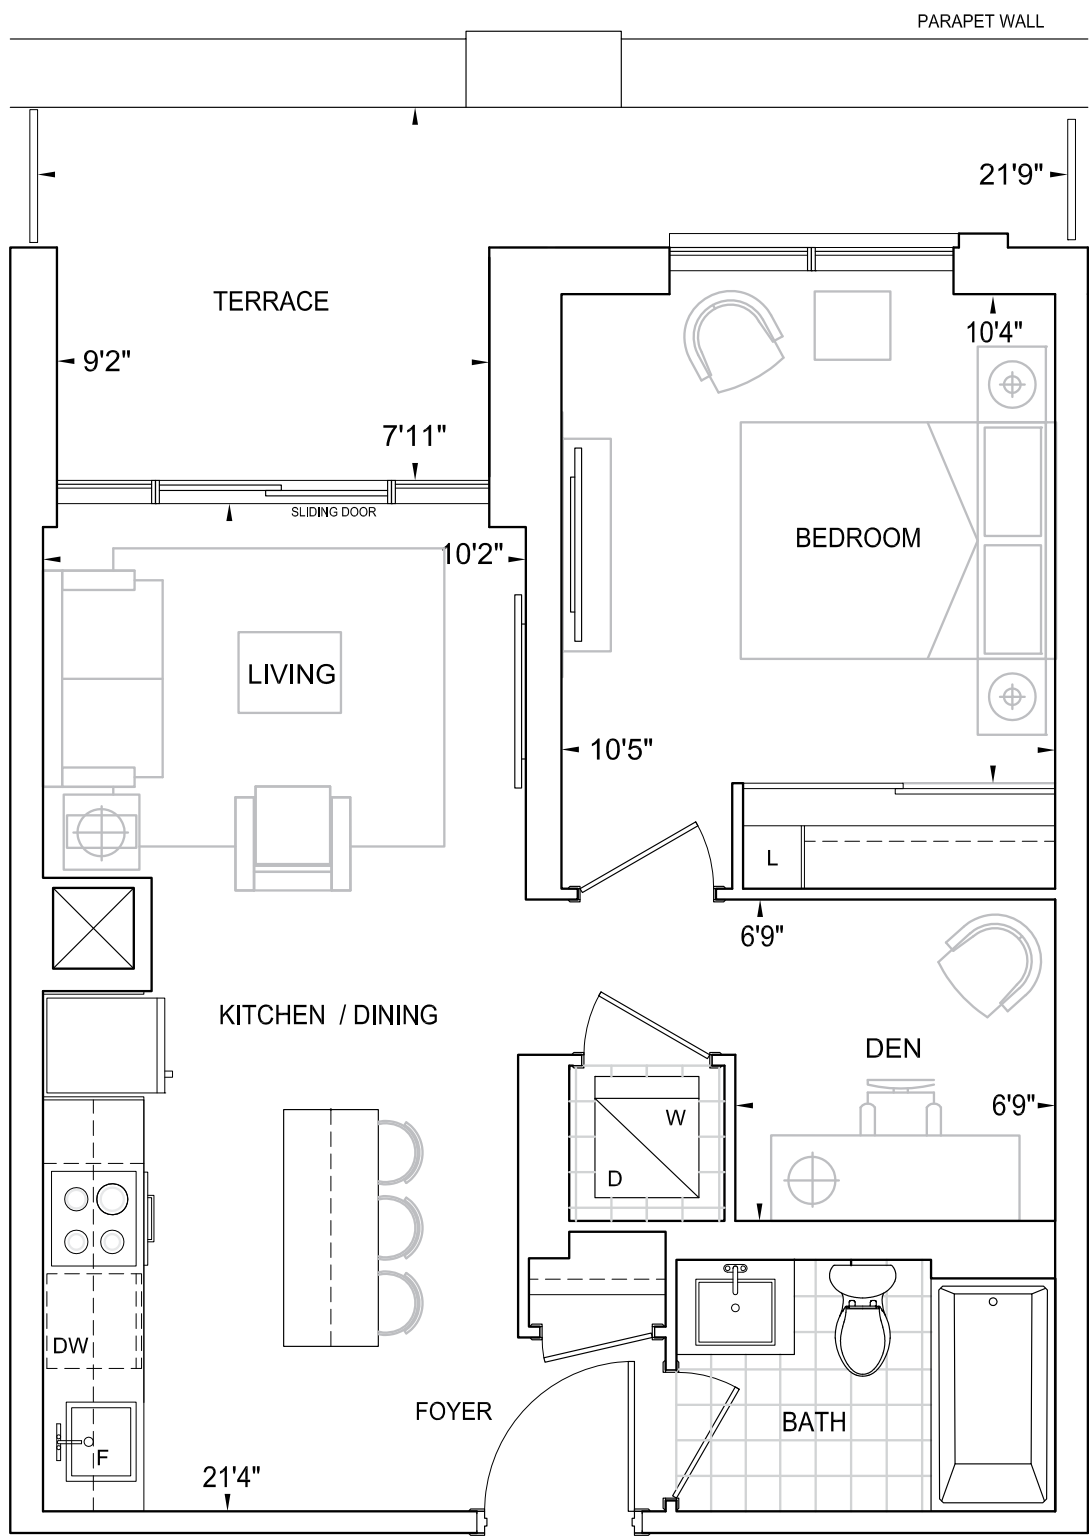 PARAPET WALL
21'9"
TERRACE
10'4"
9'2"
7'11"
SLIDING DOOR
BEDROOM
10'2"
LIVING
10'5"
L
6'9"
KITCHEN / DINING
DEN
6'9"
W
D
DW
FOYER
BATH
F
21'4"